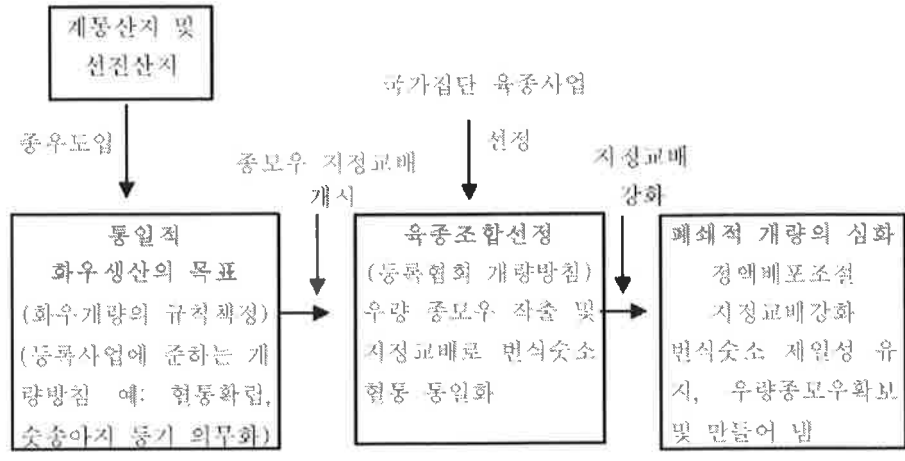 계통산지 및
선진산지
종우도입
국가집단 육종사업
선정
종모우 지정교배
개시
지정교배
강화
통일적
화우생산의 목표
(화우개량의 규칙책정)
(등록사업에 준하는 개
량방침 예: 혈통확립,
숫송아지 등기 의무화)
육종조합선정
(등록협회 개량방침)
우량 종모우 작출 및
지정교배로 번식숫소
혈통 통일화
폐쇄적 개량의 심화
정액배포조절
지정교배강화
번식숫소 제일성 유
지, 우량종모우확보
및 만들어 냄